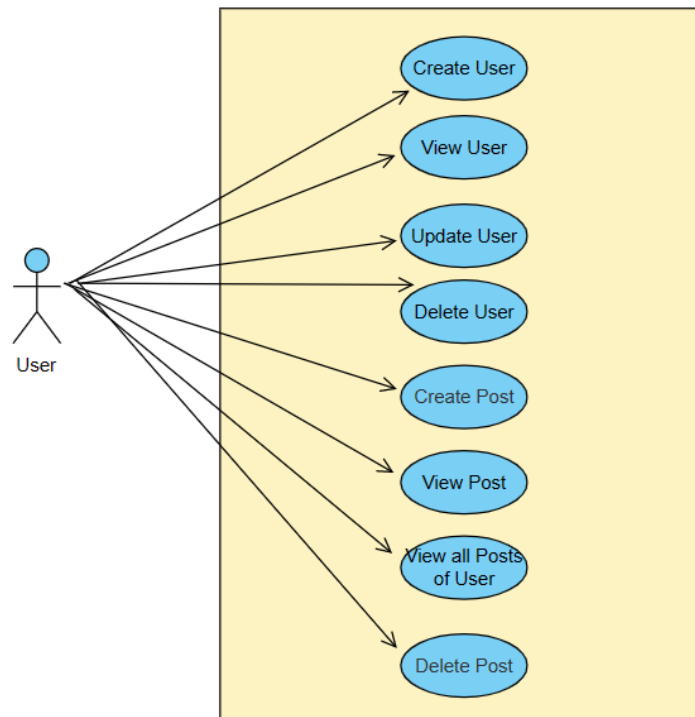 Create User
View User
Update User
Delete User
User
Create Post
View Post
View all Posts
of User
Delete Post